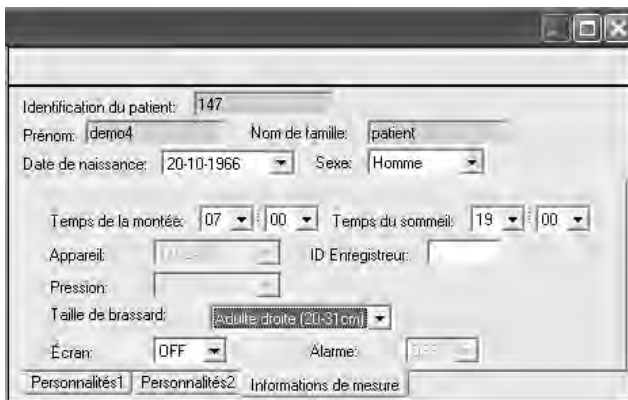 Identification du patient: 147
Prénom: demo4 Nom de famille: patient
Date de naissance: 20-10-1966 Sexe: Homme
Temps de la montée: 07 : 00 Temps du sommeil: 19 : 00
Appareil: ID Enregistreur:
Pression:
Taille de brassard: Adulte droite (20-31cm)
Écran: OFF Alarme:
Personnalités1 Personnalités2 Informations de mesure